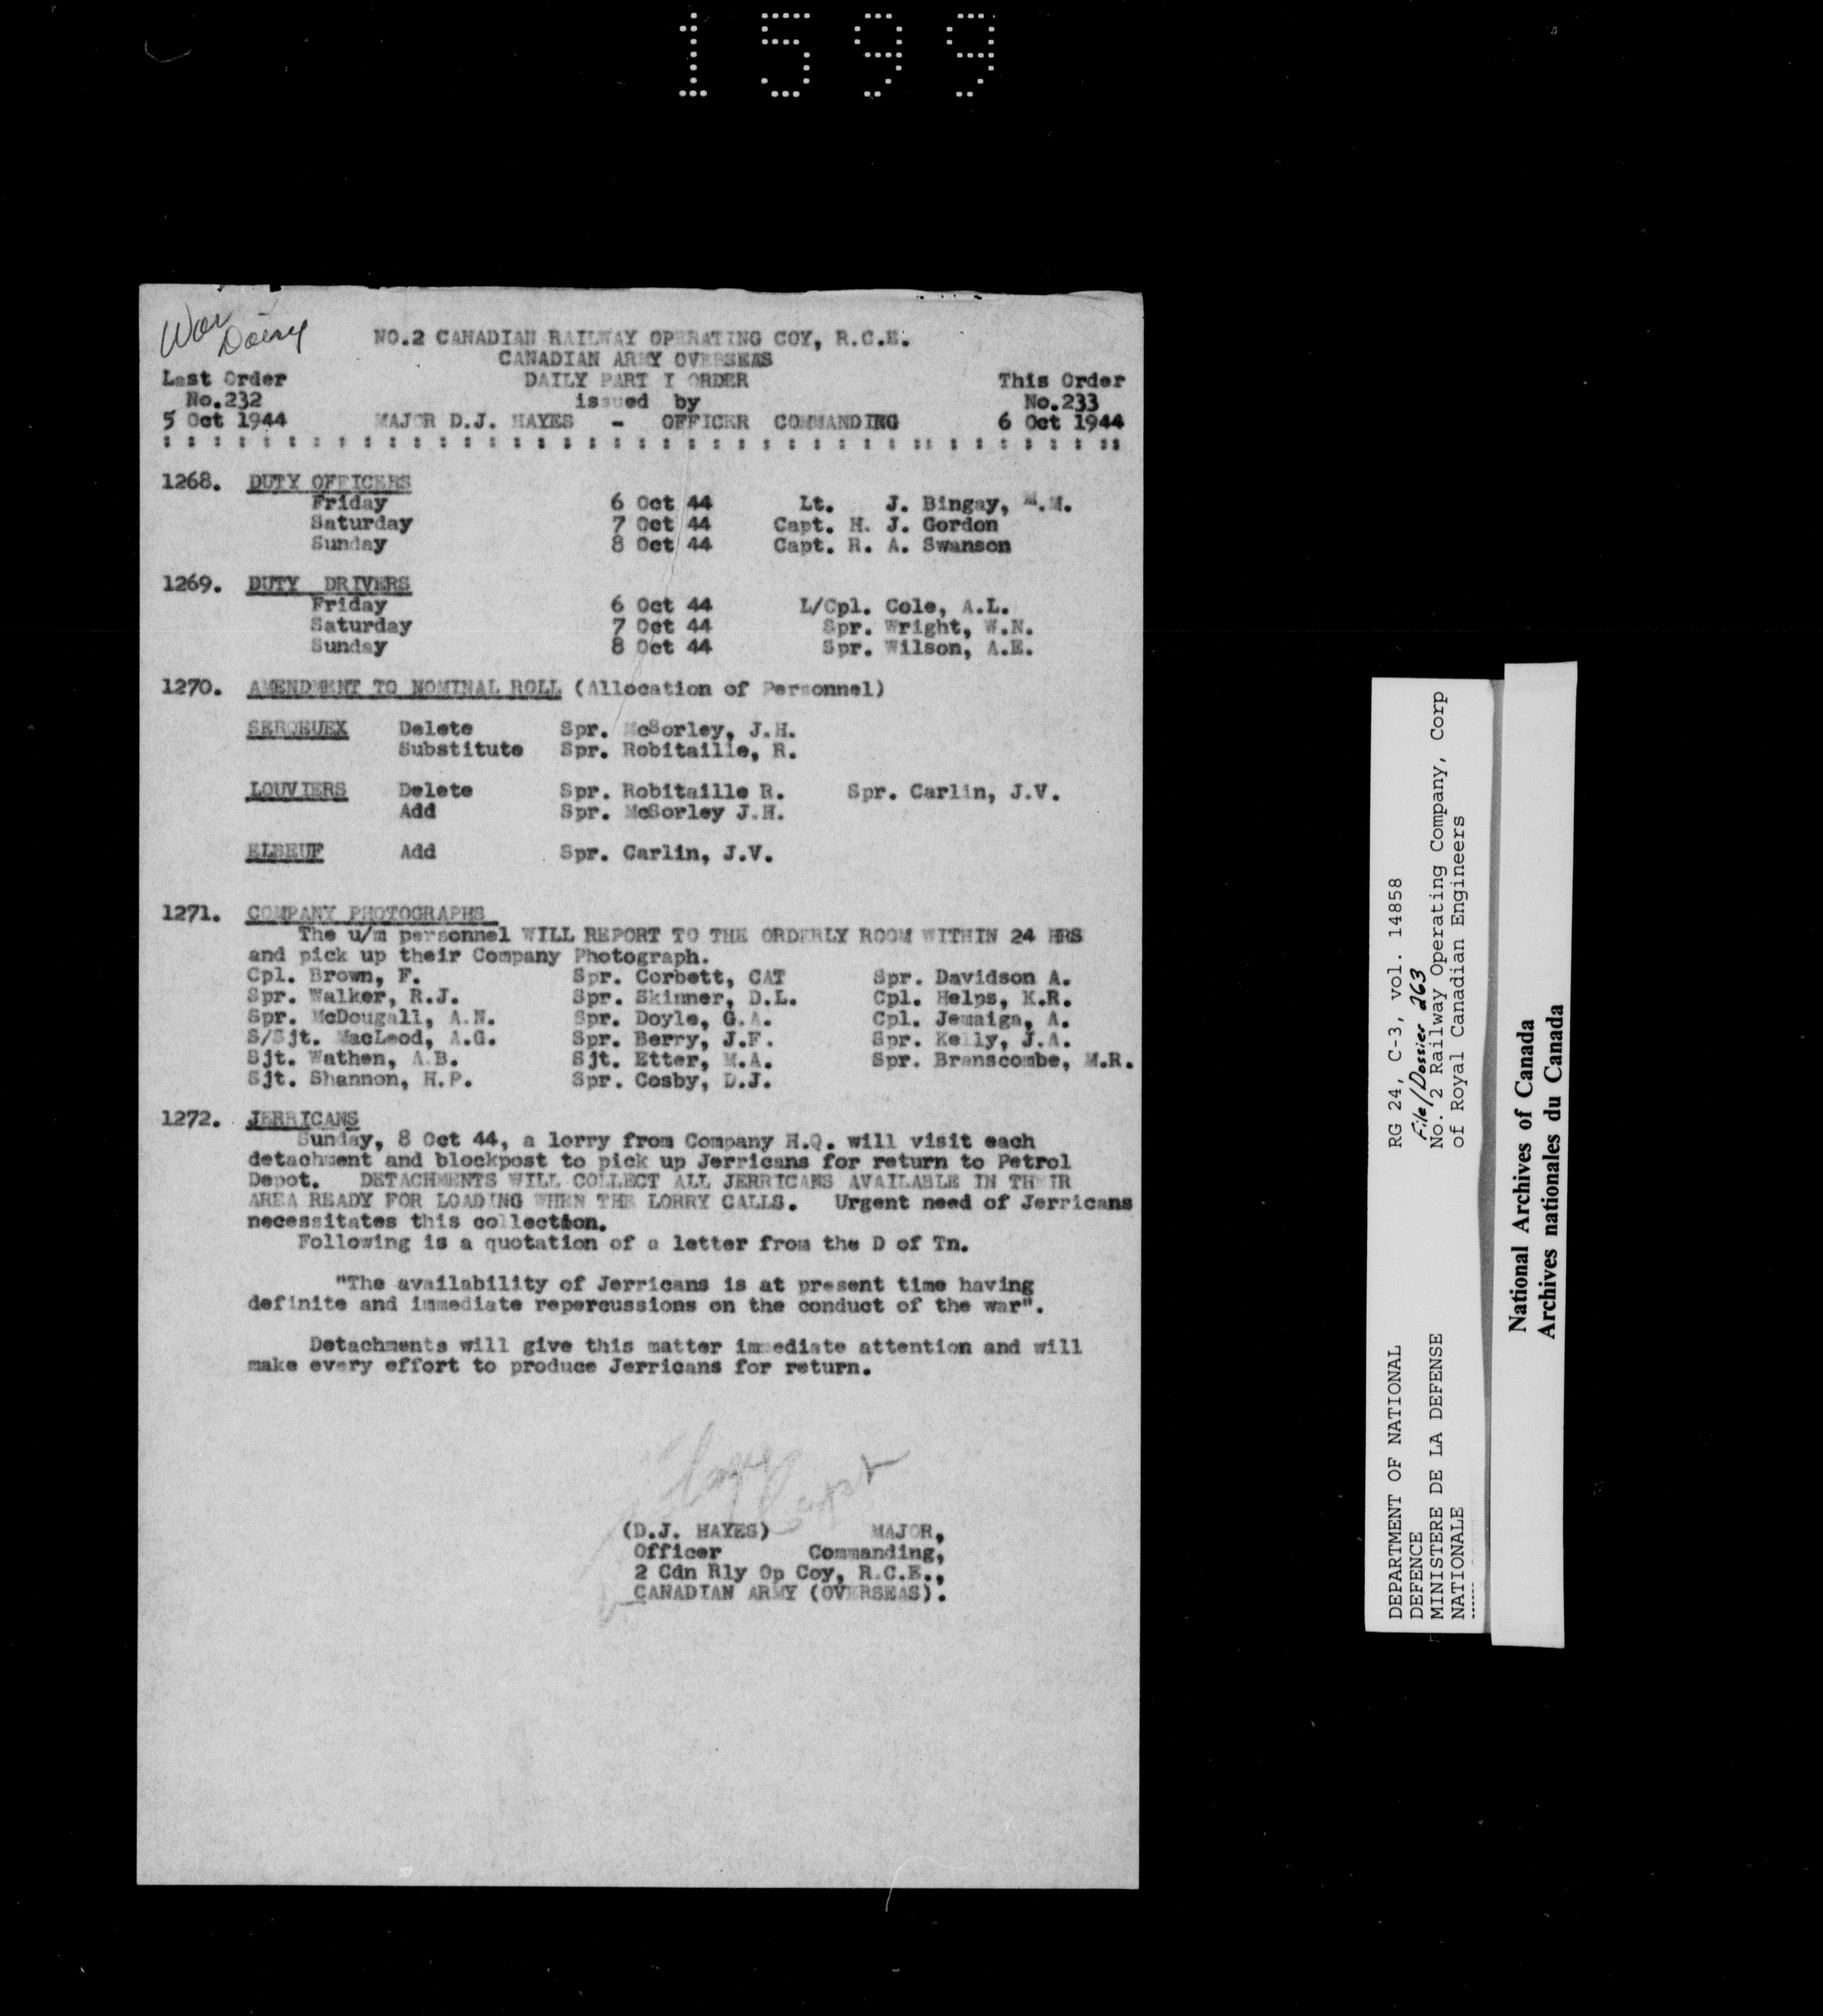 1599
War
Diary
NO.2 CANADIAN RAILWAY OPERATING COY, R.C.E.
CANADIAN ARMY OVERSEAS
Last Order DAILY PART I ORDER This Order
No.232 issued by No.233
5 Oct 1944 MAJOR D.J. HAYES - OFFICER COMMANDING 6 Oct 1944
: : : : : : : : : : : : : : : : : : : : : : : : : : : : : : :: : : : : : : ::
1268. DUTY OFFICERS
Friday 6 Oct 44 Lt. J. Bingay, M.M.
Saturday 7 Oct 44 Capt. H. J. Gordon
Sunday 8 Oct 44 Capt. R. A. Swanson
1269. DUTY DRIVERS
Friday 6 Oct 44 L/Cpl. Cole, A.L.
Saturday 7 Oct 44 Spr. Wright, W.N.
Sunday 8 Oct 44 Spr. Wilson, A.E.
1270. AMENDMENT TO NOMINAL ROLL (Allocation of Personnel)
SERQEUEX Delete Spr. McSorley, J.H.
Substitute Spr. Robitaille, R.
LOUVIERS Delete Spr. Robitaille R. Spr. Carlin, J.V.
Add Spr. McSorley J.H.
ELBEUF Add Spr. Carlin, J.V.
1271. COMPANY PHOTOGRAPHS
The u/m personnel WILL REPORT TO THE ORDERLY ROOM WITHIN 24 HRS
and pick up their Company Photograph.
Cpl. Brown, F. Spr. Corbett, CAT Spr. Davidson A.
Spr. Walker, R.J. Spr. Skinner, D.L. Cpl. Helps, K.R.
Spr. McDougall, A.N. Spr. Doyle, G.A. Cpl. Jemaiga, A.
S/Sjt. MacLeod, A.G. Spr. Berry, J.F. Spr. Kelly, J.A.
Sjt. Wathen, A.B. Sjt. Etter, M.A. Spr. Branscombe, M.R.
Sjt. Shannon, H.P. Spr. Cosby, D.J.
1272. JERRICANS
Sunday, 8 Oct 44, a lorry from Company H.Q. will visit each
detachment and blockpost to pick up Jerricans for return to Petrol
Depot. DETACHMENTS WILL COLLECT ALL JERRICANS AVAILABLE IN THEIR
AREA READY FOR LOADING WHEN THE LORRY CALLS. Urgent need of Jerricans
necessitates this collection.
Following is a quotation of a letter from the D of Tn.
"The availability of Jerricans is at present time having
definite and immediate repercussions on the conduct of the war".
Detachments will give this matter immediate attention and will
make every effort to produce Jerricans for return.
Capt
(D.J. HAYES) MAJOR,
Officer Commanding,
2 Cdn Rly Op Coy, R.C.E.,
CANADIAN ARMY (OVERSEAS).
DEPARTMENT OF NATIONAL RG 24, C-3, vol. 14858
DEFENCE File/Dossier 263
MINISTERE DE LA DEFENSE No. 2 Railway Operating Company, Corp
NATIONALE of Royal Canadian Engineers
National Archives of Canada
Archives nationales du Canada